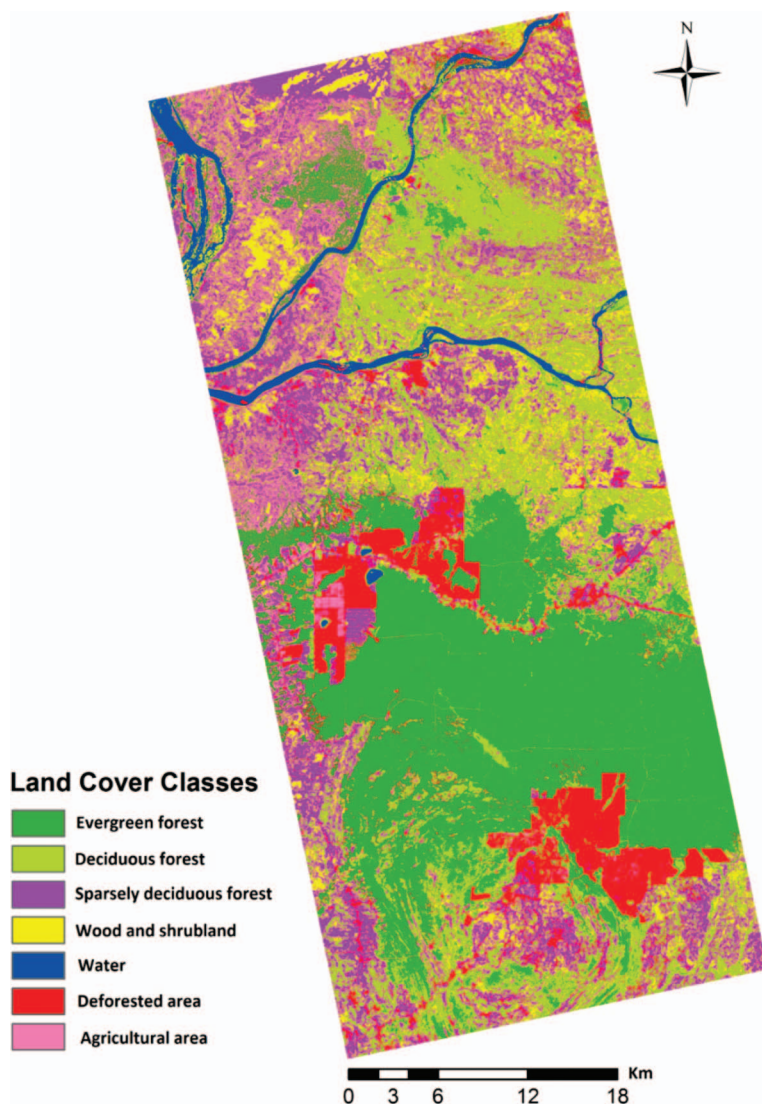 N
Land Cover Classes
Evergreen forest
Deciduous forest
Sparsely deciduous forest
Wood and shrubland
Water
Deforested area
Agricultural area
Km
0 3 6 12 18